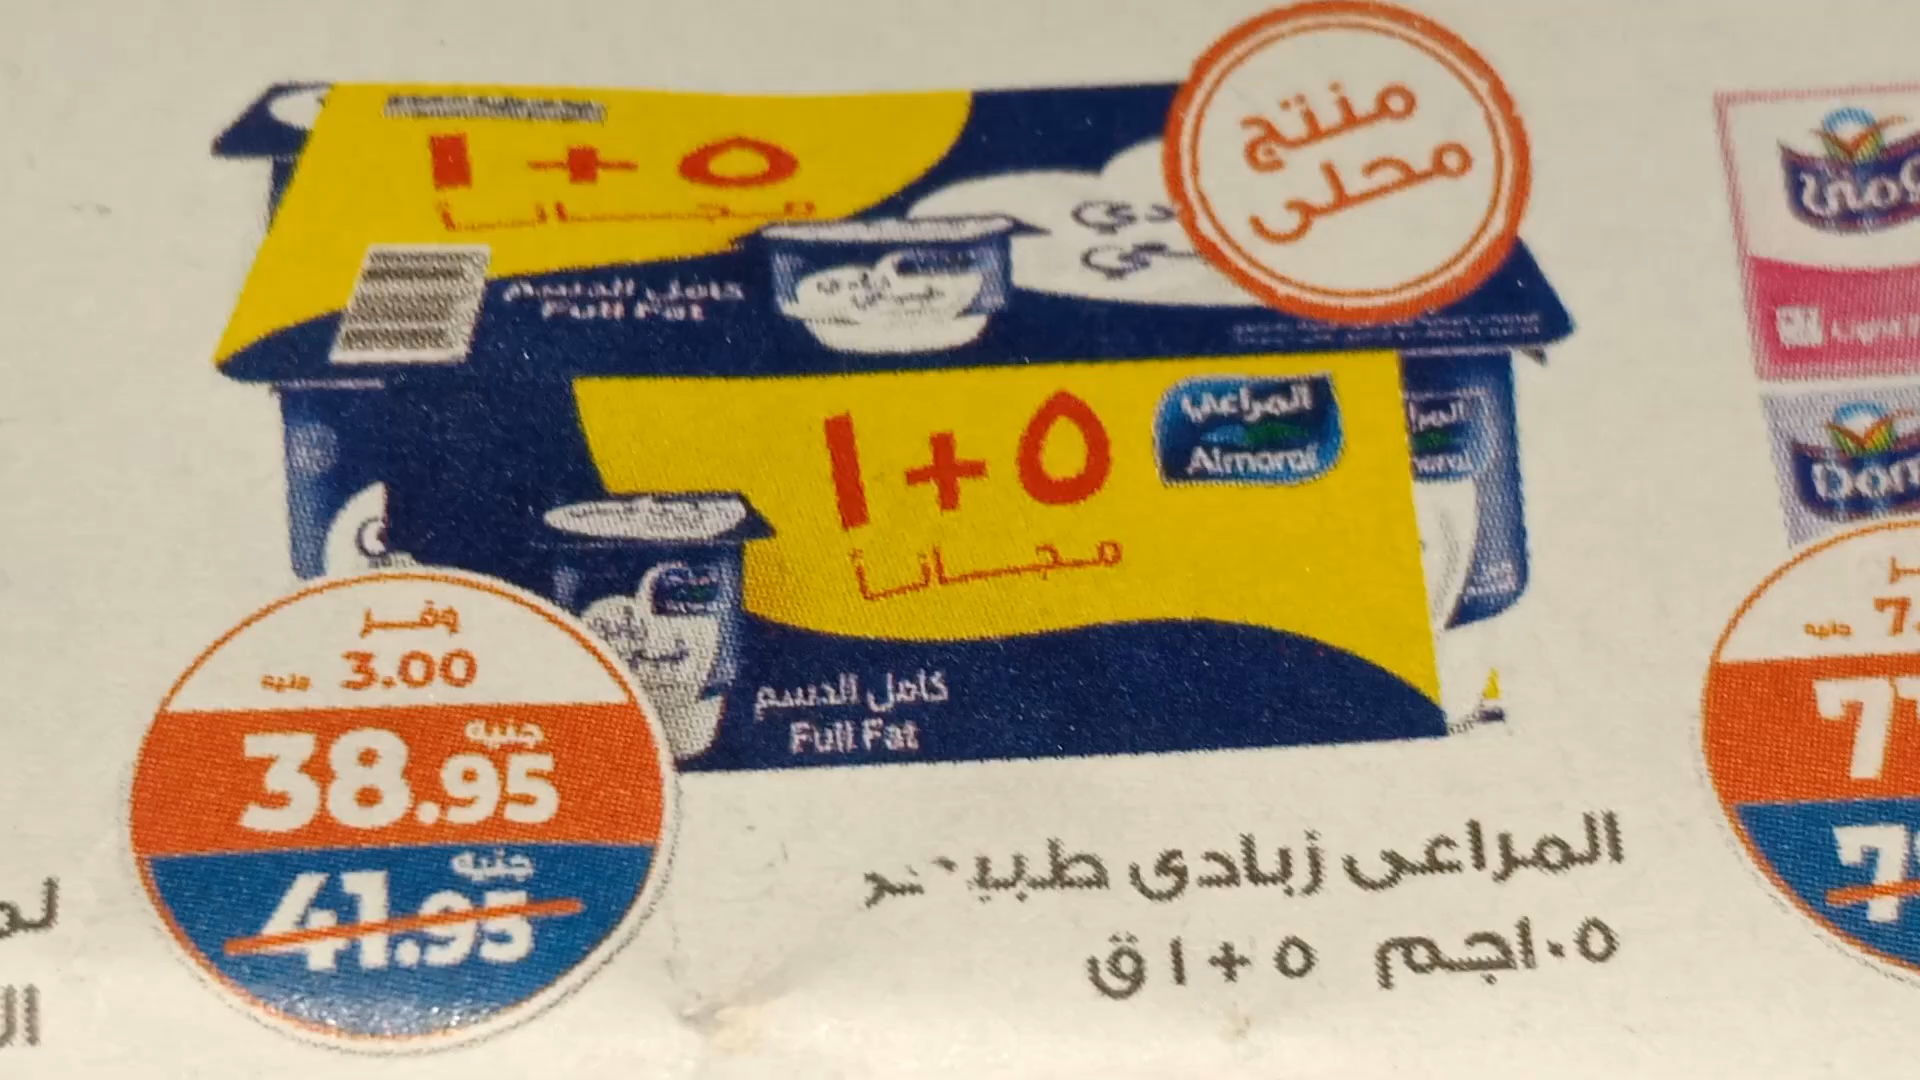 منتج
محلى
٥ + ١
مجاناً
كامل الدسم
Full Fat
٥ + ١
مجاناً
المراعي
Almarai
كامل الدسم
Full Fat
وفر
3.00 جنيه
38.95 جنيه
41.95 جنيه
المراعى زبادى
١٠٥جم ٥ + ١ق